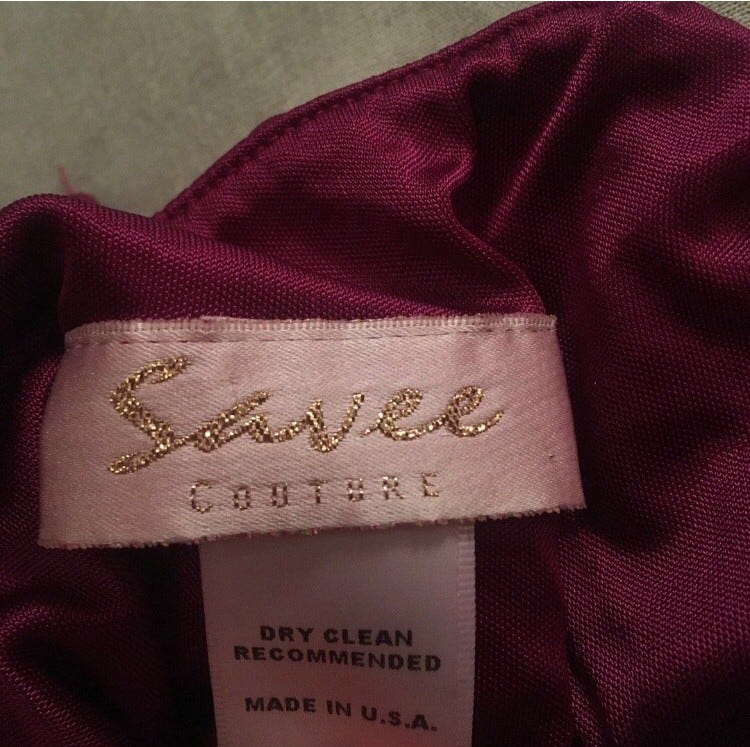 Savee
COUTURE
DRY CLEAN
RECOMMENDED
MADE IN U.S.A.